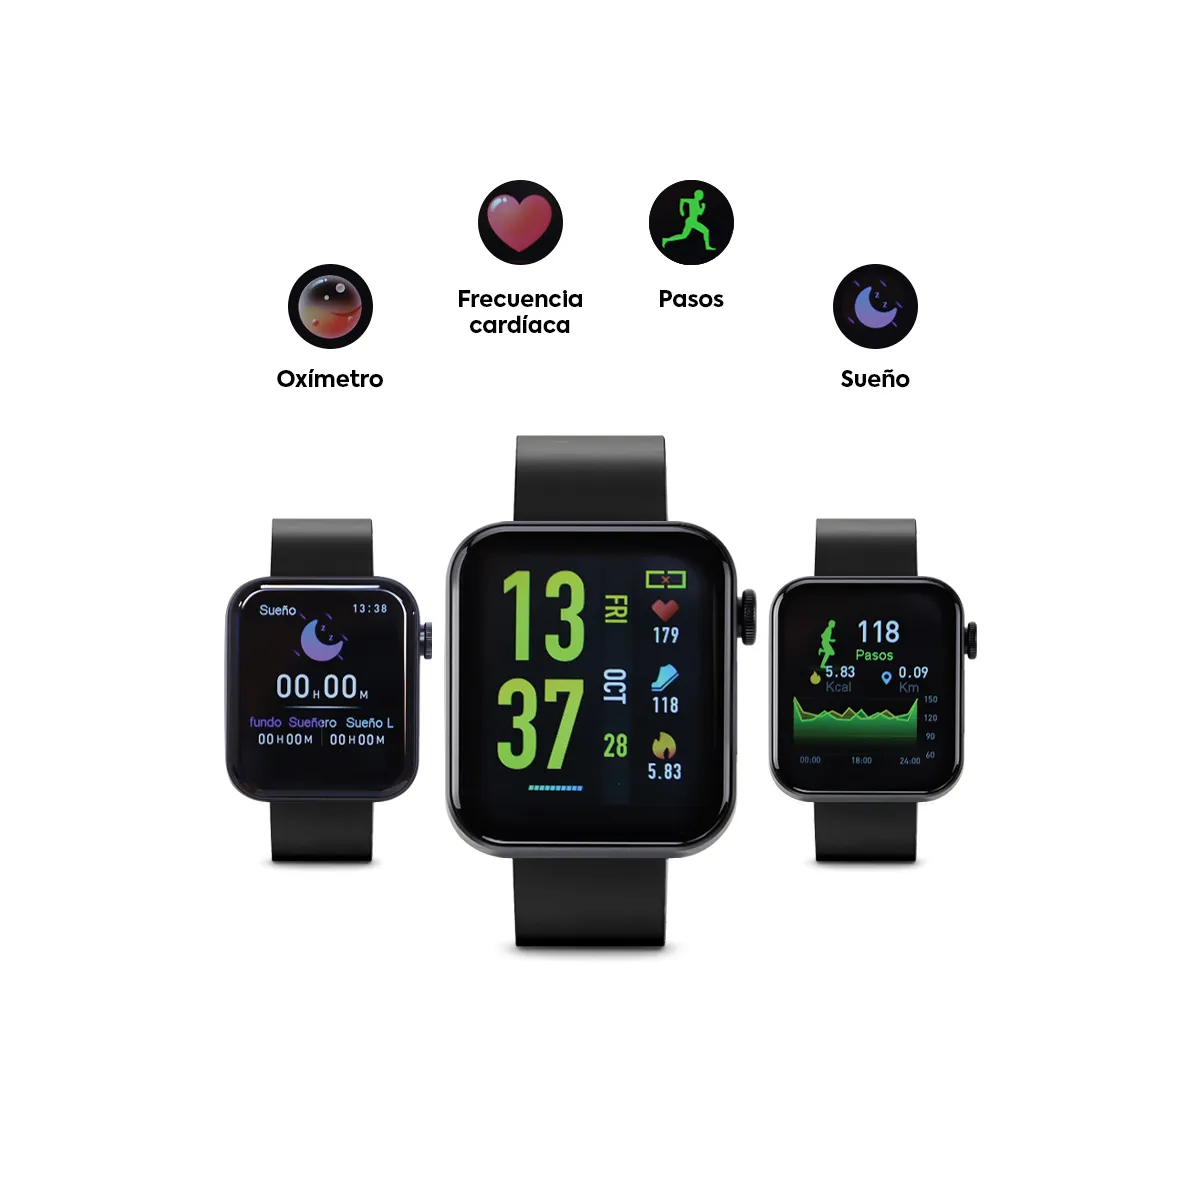 Frecuencia
cardíaca
Pasos
Oxímetro
Sueño
Sueño 13:38
00H00M
fundo Sueñero Sueño L
00H00M 00H00M
13
37
FRI
OCT
28
179
118
5.83
118
Pasos
5.83
Kcal
0.09
Km
150
120
90
60
00:00 18:00 24:00